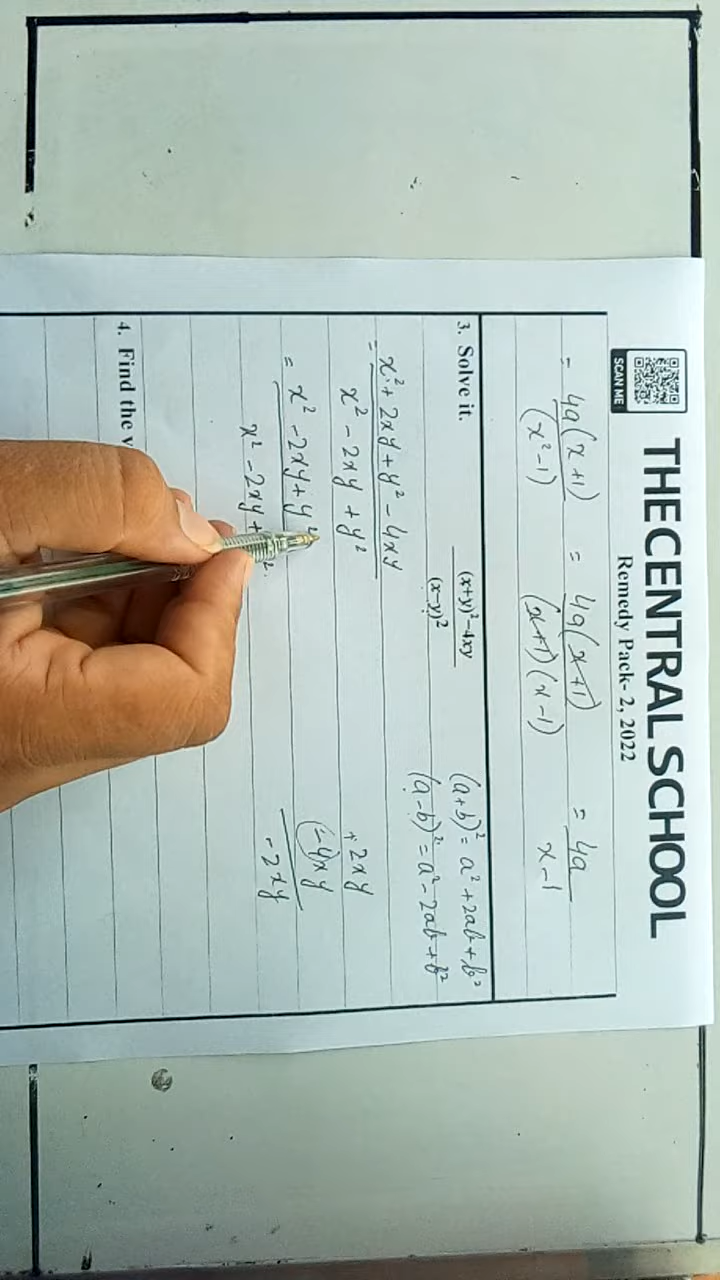 SCAN ME
THE CENTRAL SCHOOL
Remedy Pack- 2, 2022
= 4a(x+1) / (x²-1) = 4a(x+1) / (x+1)(x-1) = 4a / x-1
3. Solve it.
(x+y)²-4xy / (x-y)²
(a+b)² = a²+2ab+b²
(a-b)² = a²-2ab+b²
= x²+2xy+y²-4xy / x²-2xy+y²
+2xy
(-4)xy
-2xy
= x²-2xy+y² / x²-2xy+
4. Find the